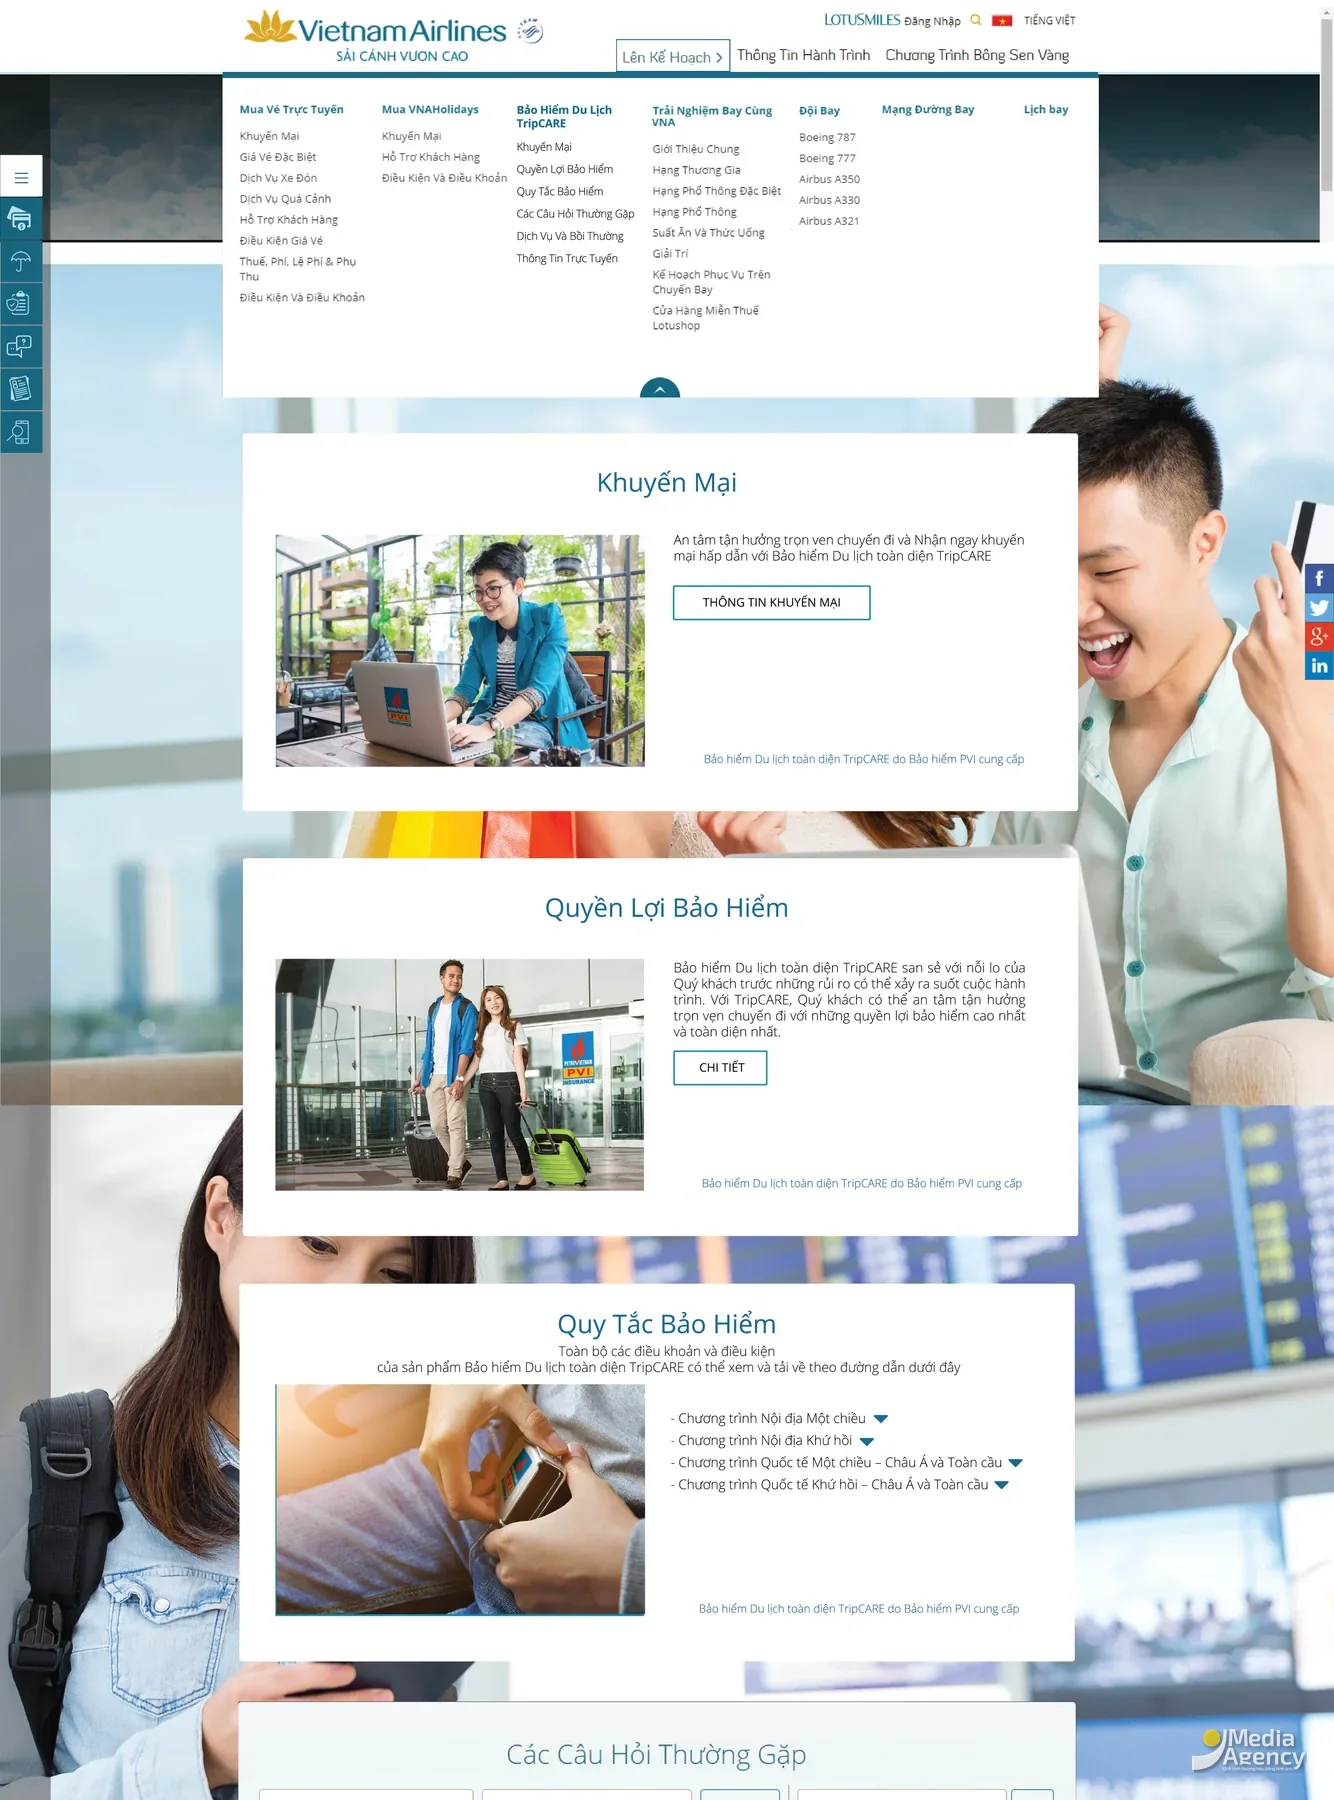 Vietnam Airlines
SẢI CÁNH VƯƠN CAO
LOTUSMILES Đăng Nhập TIẾNG VIỆT
Lên Kế Hoạch
Thông Tin Hành Trình
Chương Trình Bông Sen Vàng
Mua Vé Trực Tuyến
Khuyến Mại
Giá Vé Đặc Biệt
Dịch Vụ Xe Đón
Dịch Vụ Quá Cảnh
Hỗ Trợ Khách Hàng
Điều Kiện Giá Vé
Thuế, Phí, Lệ Phí & Phụ
Thu
Điều Kiện Và Điều Khoản
Mua VNAHolidays
Khuyến Mại
Hỗ Trợ Khách Hàng
Điều Kiện Và Điều Khoản
Bảo Hiểm Du Lịch
TripCARE
Khuyến Mại
Quyền Lợi Bảo Hiểm
Quy Tắc Bảo Hiểm
Các Câu Hỏi Thường Gặp
Dịch Vụ Và Bồi Thường
Thông Tin Trực Tuyến
Trải Nghiệm Bay Cùng
VNA
Giới Thiệu Chung
Hạng Thương Gia
Hạng Phổ Thông Đặc Biệt
Hạng Phổ Thông
Suất Ăn Và Thức Uống
Giải Trí
Kế Hoạch Phục Vụ Trên
Chuyến Bay
Cửa Hàng Miễn Thuế
Lotushop
Đội Bay
Boeing 787
Boeing 777
Airbus A350
Airbus A330
Airbus A321
Mạng Đường Bay
Lịch bay
Khuyến Mại
An tâm tận hưởng trọn ven chuyến đi và Nhận ngay khuyến
mại hấp dẫn với Bảo hiểm Du lịch toàn diện TripCARE
THÔNG TIN KHUYẾN MẠI
PVI
Bảo hiểm Du lịch toàn diện TripCARE do Bảo hiểm PVI cung cấp
f
g+
in
Quyền Lợi Bảo Hiểm
Bảo hiểm Du lịch toàn diện TripCARE san sẻ với nỗi lo của
Quý khách trước những rủi ro có thể xảy ra suốt cuộc hành
trình. Với TripCARE, Quý khách có thể an tâm tận hưởng
trọn vẹn chuyến đi với những quyền lợi bảo hiểm cao nhất
và toàn diện nhất.
CHI TIẾT
PETROVIETNAM
PVI
INSURANCE
Bảo hiểm Du lịch toàn diện TripCARE do Bảo hiểm PVI cung cấp
Quy Tắc Bảo Hiểm
Toàn bộ các điều khoản và điều kiện
của sản phẩm Bảo hiểm Du lịch toàn diện TripCARE có thể xem và tải về theo đường dẫn dưới đây
- Chương trình Nội địa Một chiều
- Chương trình Nội địa Khứ hồi
- Chương trình Quốc tế Một chiều – Châu Á và Toàn cầu
- Chương trình Quốc tế Khứ hồi – Châu Á và Toàn cầu
PVI
Bảo hiểm Du lịch toàn diện TripCARE do Bảo hiểm PVI cung cấp
Các Câu Hỏi Thường Gặp
Media
Agency